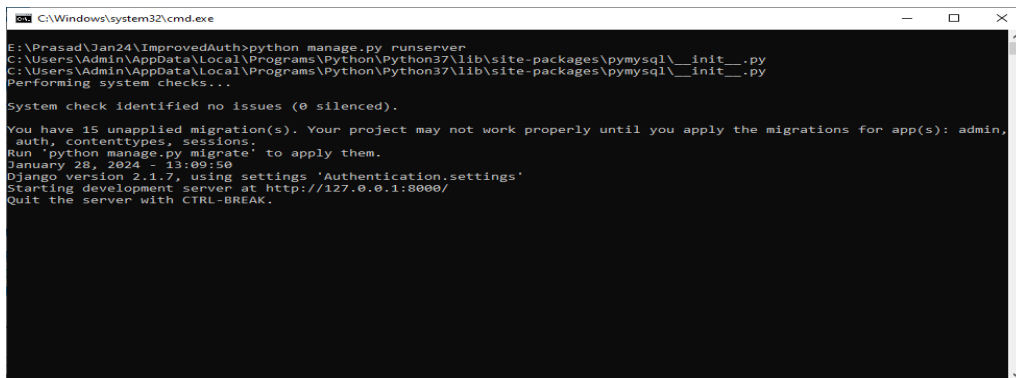 C:\Windows\system32\cmd.exe
E:\Prasad\Jan24\ImprovedAuth>python manage.py runserver
C:\Users\Admin\AppData\Local\Programs\Python\Python37\lib\site-packages\pymysql\__init__.py
C:\Users\Admin\AppData\Local\Programs\Python\Python37\lib\site-packages\pymysql\__init__.py
Performing system checks...
System check identified no issues (0 silenced).
You have 15 unapplied migration(s). Your project may not work properly until you apply the migrations for app(s): admin,
auth, contenttypes, sessions.
Run 'python manage.py migrate' to apply them.
January 28, 2024 - 13:09:50
Django version 2.1.7, using settings 'Authentication.settings'
Starting development server at http://127.0.0.1:8000/
Quit the server with CTRL-BREAK.